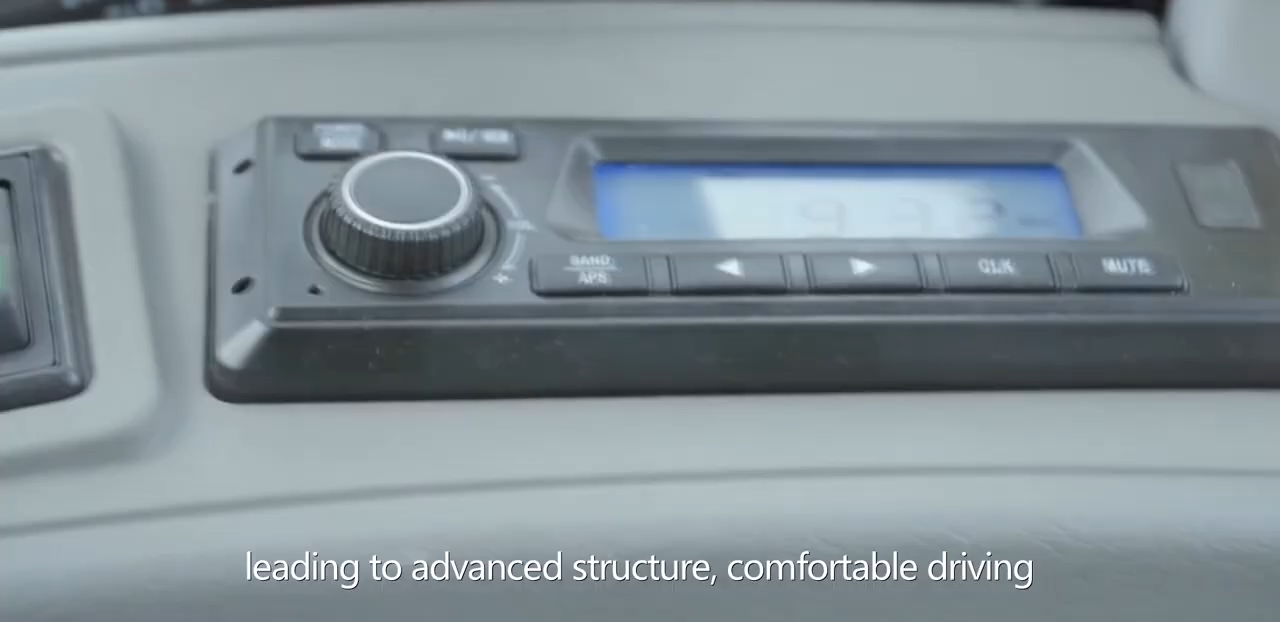 BAND
APS
◀
▶
CLK
MUTE
leading to advanced structure, comfortable driving